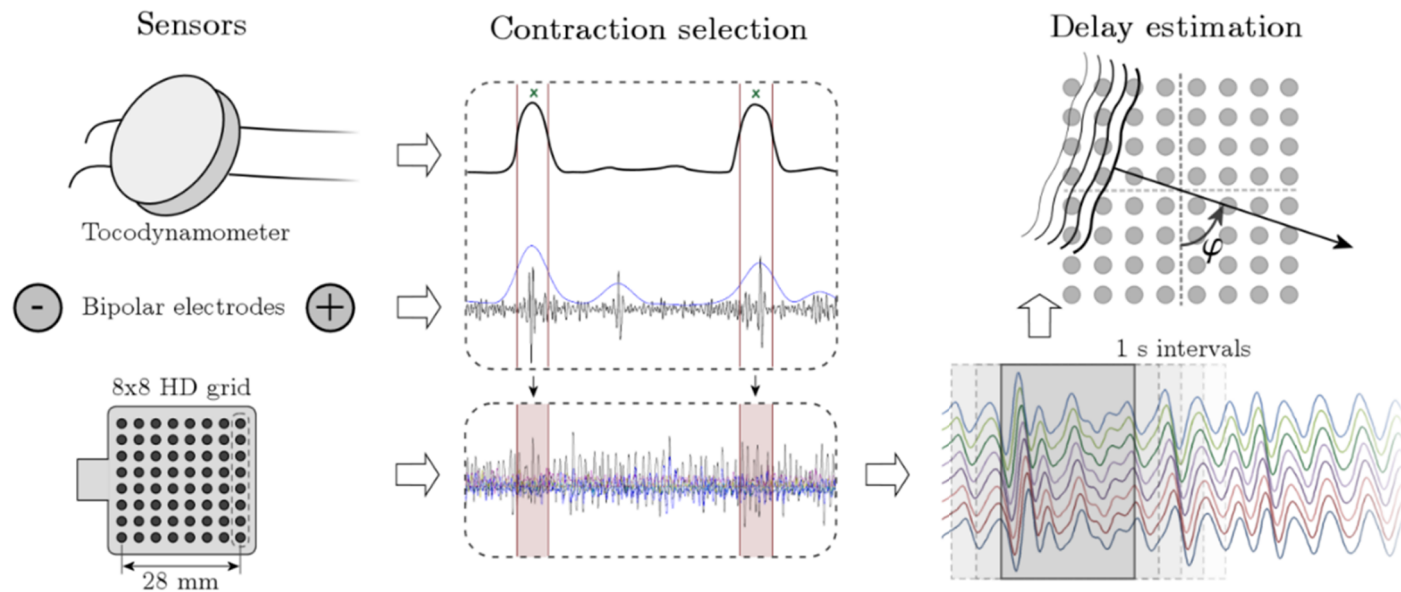 Sensors
Contraction selection
Delay estimation
x
x
Tocodynamometer
φ
- Bipolar electrodes +
1 s intervals
8x8 HD grid
28 mm